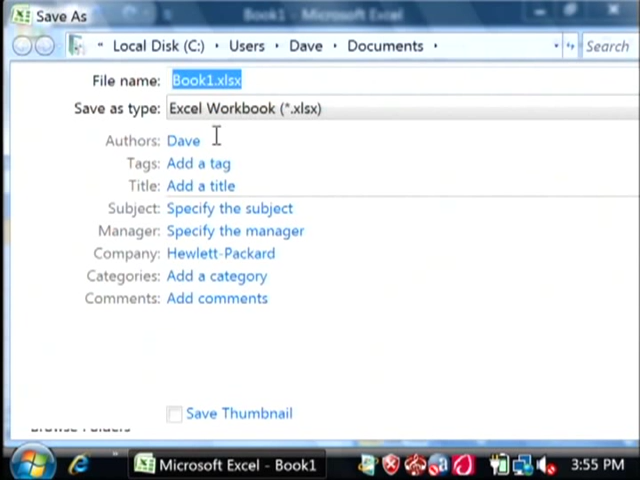 Save As
Book1 - Microsoft Excel
Local Disk (C:) Users Dave Documents Search
File name: Book1.xlsx
Save as type: Excel Workbook (*.xlsx)
Authors: Dave
Tags: Add a tag
Title: Add a title
Subject: Specify the subject
Manager: Specify the manager
Company: Hewlett-Packard
Categories: Add a category
Comments: Add comments
Save Thumbnail
Browse Folders
Microsoft Excel - Book1 3:55 PM